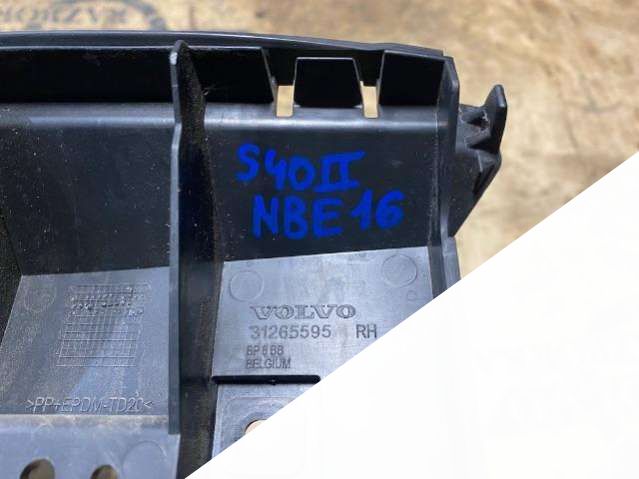 S40II
NBE16
VOLVO
31265595 RH
BELGIUM
>PP+EPDM-TD20<